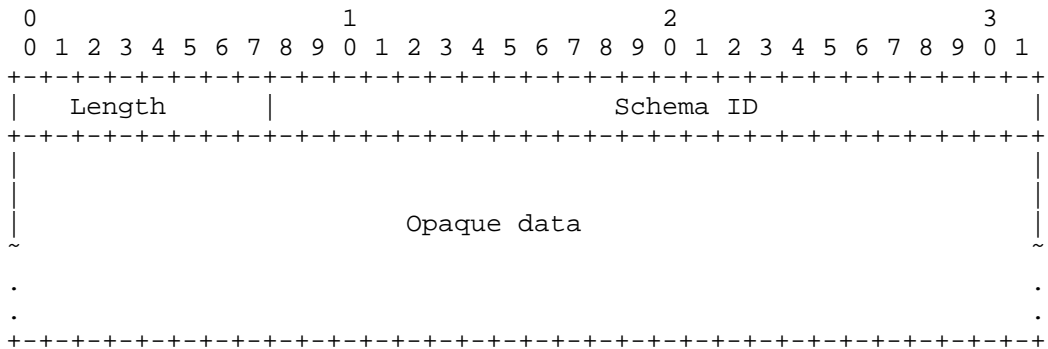 0                   1                   2                   3
 0 1 2 3 4 5 6 7 8 9 0 1 2 3 4 5 6 7 8 9 0 1 2 3 4 5 6 7 8 9 0 1
+-+-+-+-+-+-+-+-+-+-+-+-+-+-+-+-+-+-+-+-+-+-+-+-+-+-+-+-+-+-+-+-+
|   Length      |                     Schema ID                 |
+-+-+-+-+-+-+-+-+-+-+-+-+-+-+-+-+-+-+-+-+-+-+-+-+-+-+-+-+-+-+-+-+
|                                                               |
|                                                               |
|                        Opaque data                            |
~                                                               ~
.                                                               .
.                                                               .
+-+-+-+-+-+-+-+-+-+-+-+-+-+-+-+-+-+-+-+-+-+-+-+-+-+-+-+-+-+-+-+-+